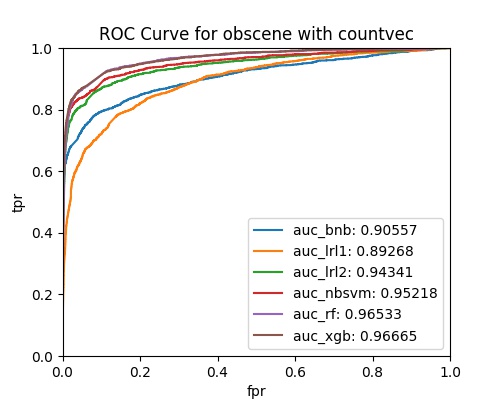 ROC Curve for obscene with countvec
1.0
0.8
0.6
0.4
0.2
0.0
tpr
auc_bnb: 0.90557
auc_lrl1: 0.89268
auc_lrl2: 0.94341
auc_nbsvm: 0.95218
auc_rf: 0.96533
auc_xgb: 0.96665
0.0 0.2 0.4 0.6 0.8 1.0
fpr